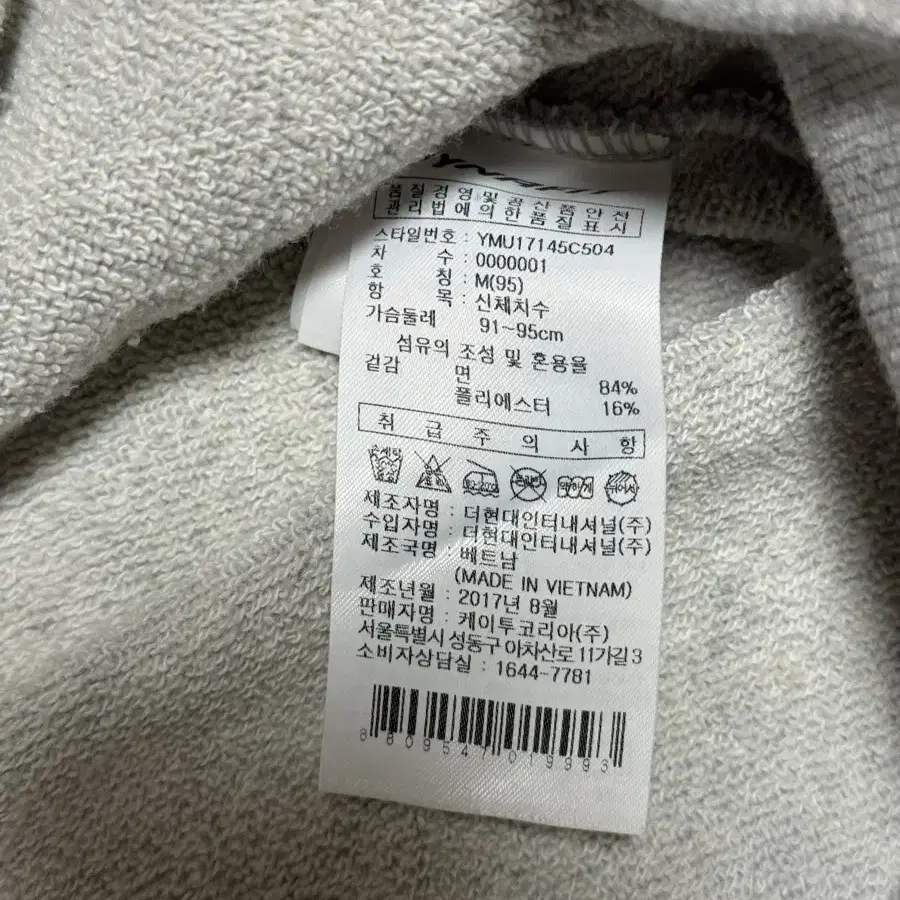 품질경영및공산품안전
관리법에의한품질표시
스타일번호 : YMU17145C504
차 수 : 0000001
호 칭 : M(95)
항 목 : 신체치수
가슴둘레 91~95cm
섬유의 조성 및 혼용율
겉감 면 84%
폴리에스터 16%
취급주의사항
약하게
뉘어서
제조자명 : 더현대인터내셔널(주)
수입자명 : 더현대인터내셔널(주)
제조국명 : 베트남
(MADE IN VIETNAM)
제조년월 : 2017년 8월
판매자명 : 케이투코리아(주)
서울특별시 성동구 아차산로 11가길 3
소비자상담실 : 1644-7781
8809547019993